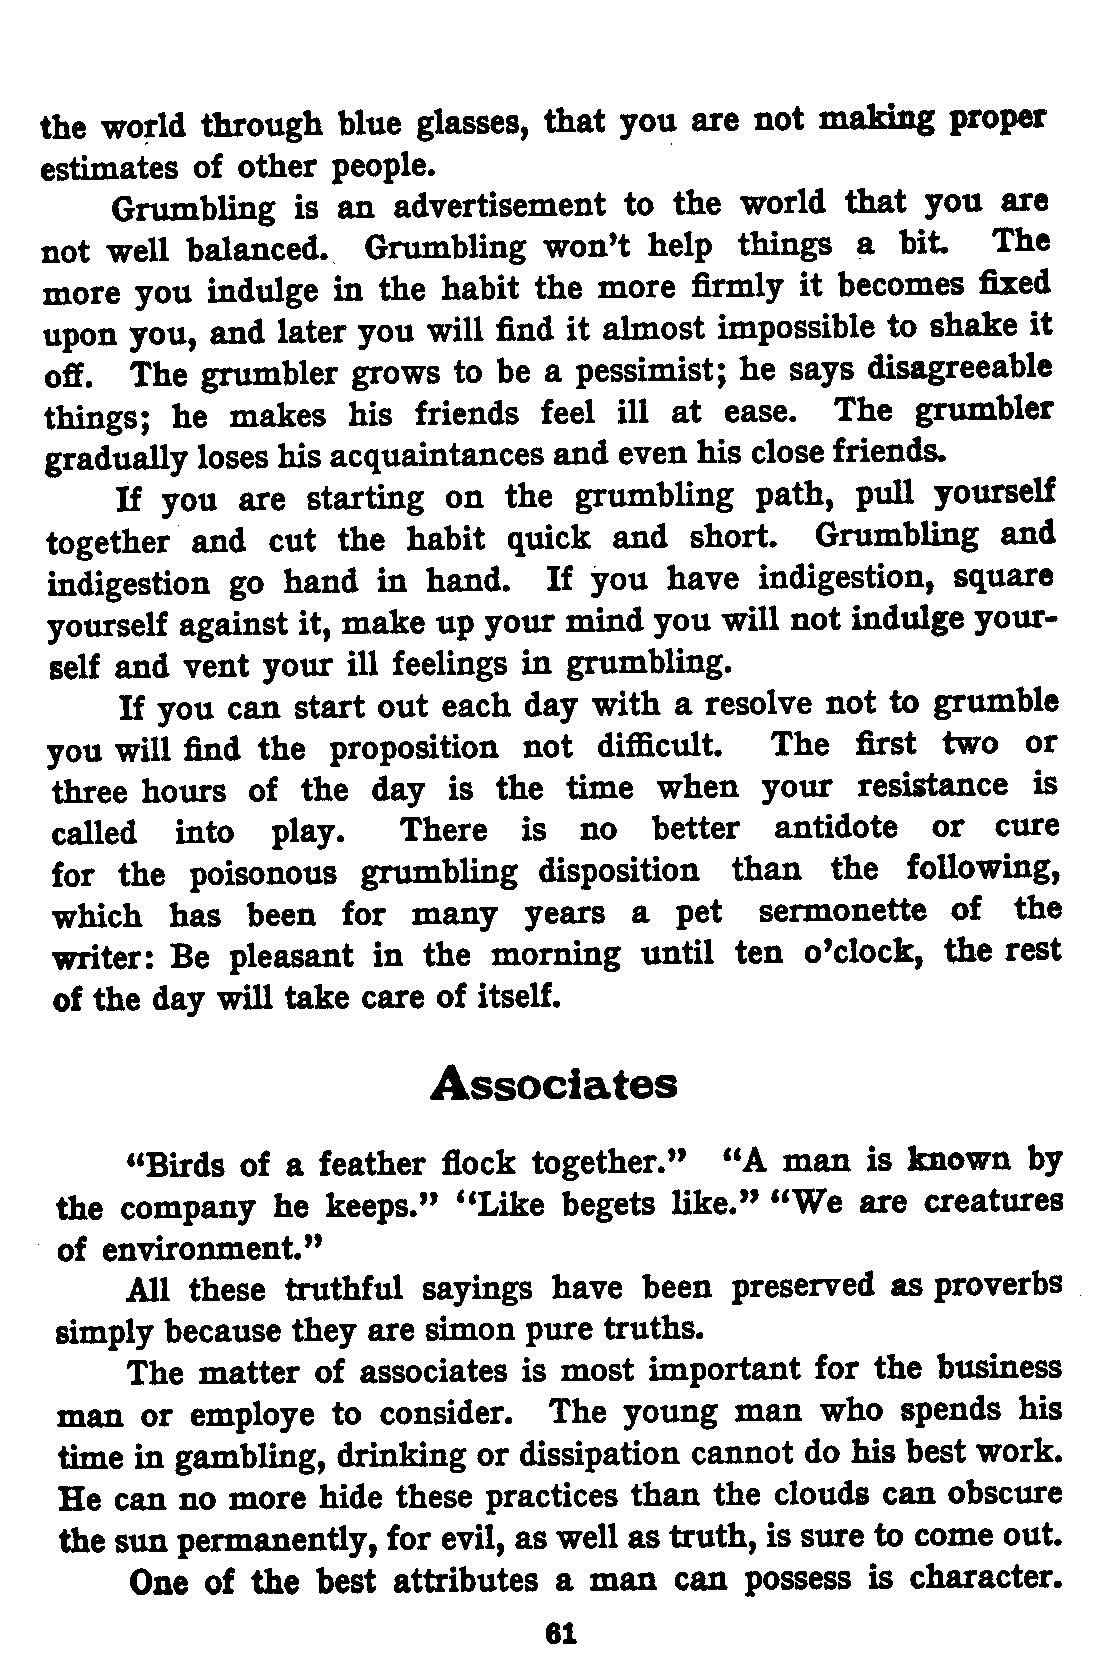 the world through blue glasses, that you are not making proper
estimates of other people.
Grumbling is an advertisement to the world that you are
not well balanced. Grumbling won't help things a bit. The
more you indulge in the habit the more firmly it becomes fixed
upon you, and later you will find it almost impossible to shake it
off. The grumbler grows to be a pessimist; he says disagreeable
things; he makes his friends feel ill at ease. The grumbler
gradually loses his acquaintances and even his close friends.
If you are starting on the grumbling path, pull yourself
together and cut the habit quick and short. Grumbling and
indigestion go hand in hand. If you have indigestion, square
yourself against it, make up your mind you will not indulge your-
self and vent your ill feelings in grumbling.
If you can start out each day with a resolve not to grumble
you will find the proposition not difficult. The first two or
three hours of the day is the time when your resistance is
called into play. There is no better antidote or cure
for the poisonous grumbling disposition than the following,
which has been for many years a pet sermonette of the
writer: Be pleasant in the morning until ten o'clock, the rest
of the day will take care of itself.
Associates
“Birds of a feather flock together.” “A man is known by
the company he keeps.” “Like begets like.” “We are creatures
of environment.”
All these truthful sayings have been preserved as proverbs
simply because they are simon pure truths.
The matter of associates is most important for the business
man or employe to consider. The young man who spends his
time in gambling, drinking or dissipation cannot do his best work.
He can no more hide these practices than the clouds can obscure
the sun permanently, for evil, as well as truth, is sure to come out.
One of the best attributes a man can possess is character.
61